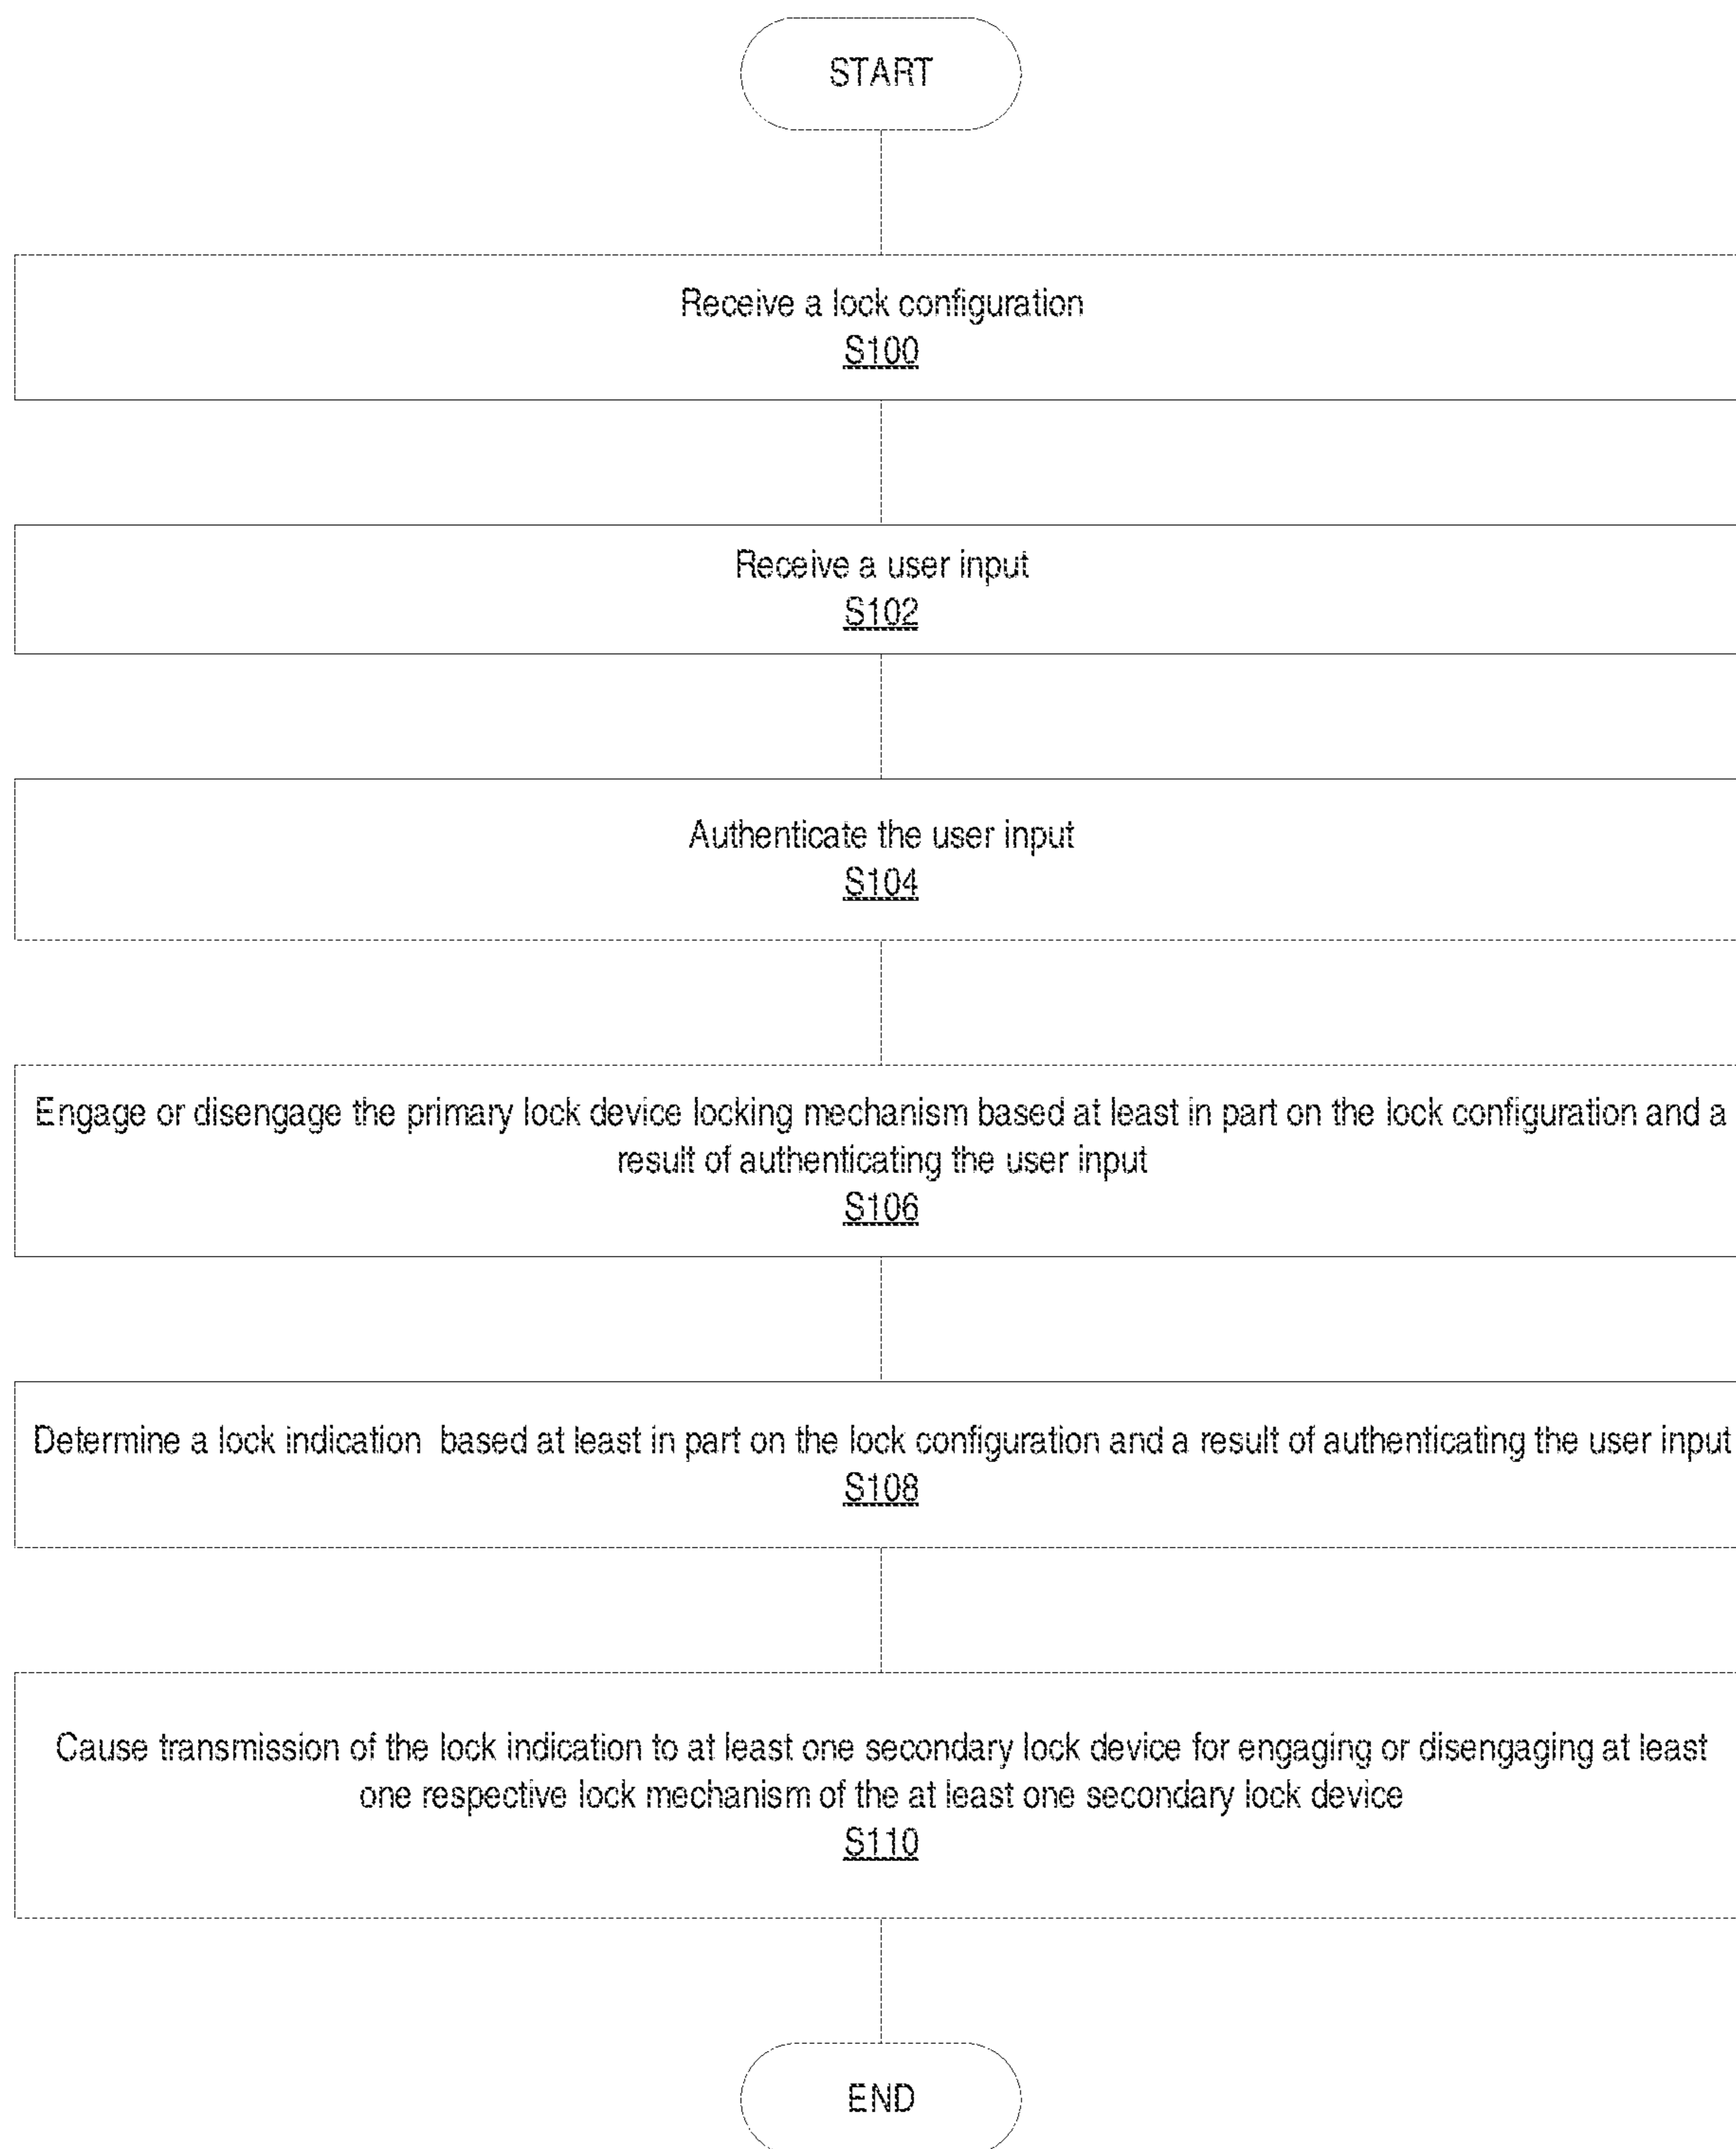 START
Receive a lock configuration
S100
Receive a user input
S102
Authenticate the user input
S104
Engage or disengage the primary lock device locking mechanism based at least in part on the lock configuration and a
result of authenticating the user input
S106
Determine a lock indication based at least in part on the lock configuration and a result of authenticating the user input
S108
Cause transmission of the lock indication to at least one secondary lock device for engaging or disengaging at least
one respective lock mechanism of the at least one secondary lock device
S110
END